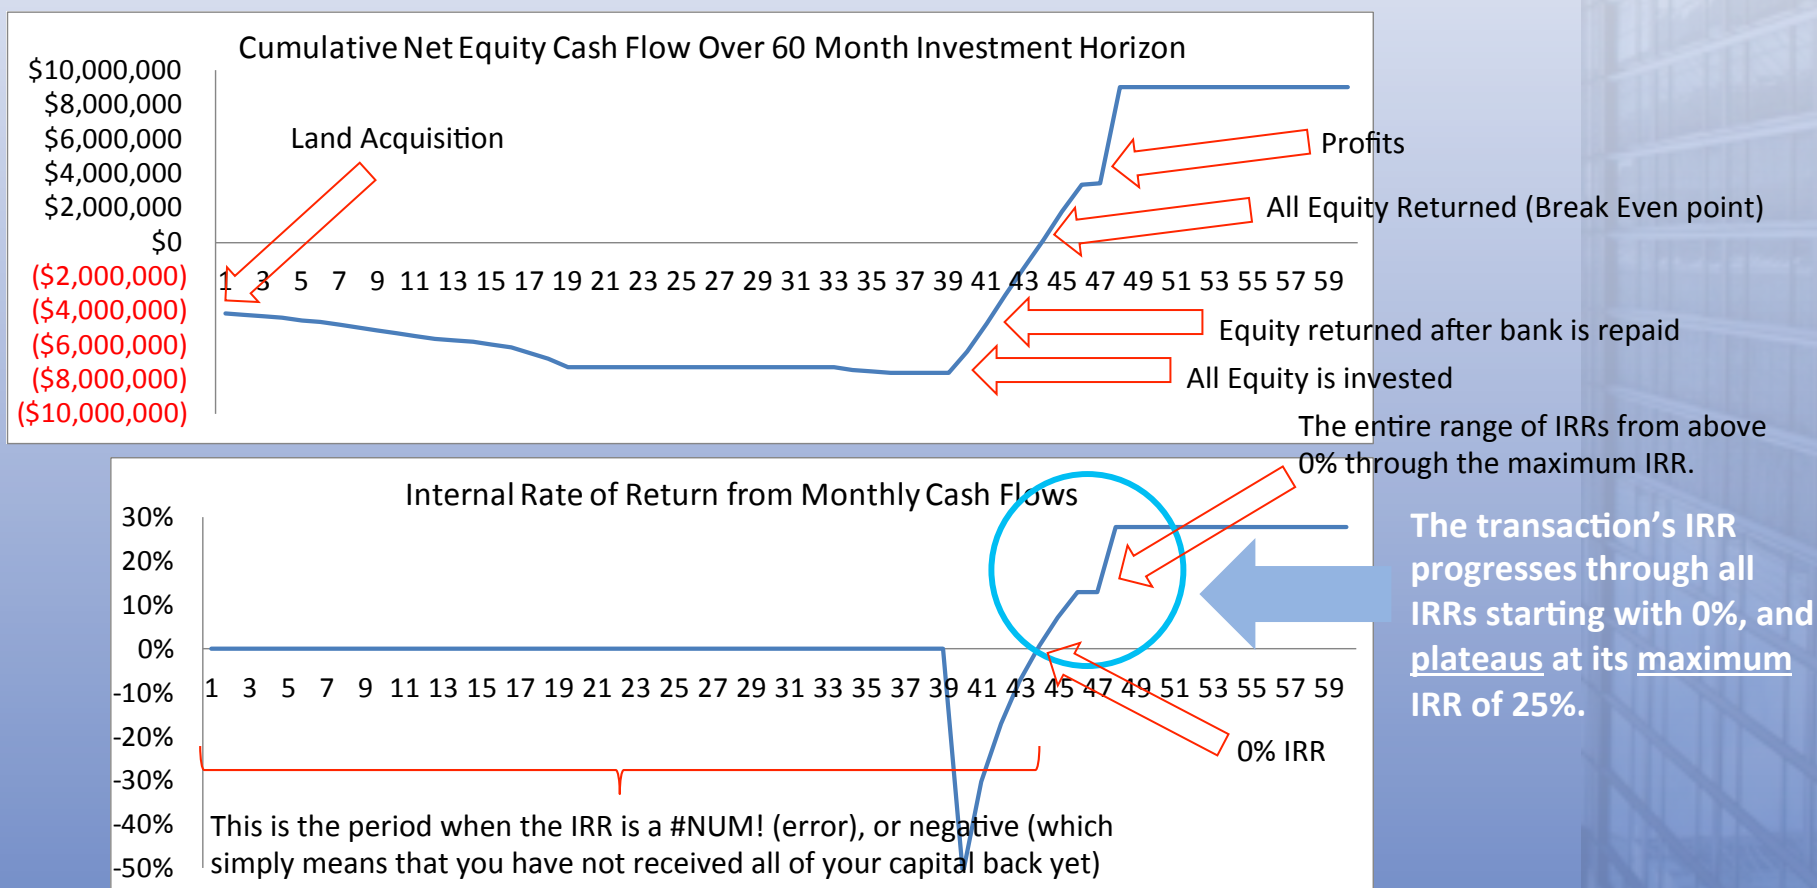 Cumulative Net Equity Cash Flow Over 60 Month Investment Horizon
$10,000,000
$8,000,000
$6,000,000
$4,000,000
$2,000,000
$0
($2,000,000)
($4,000,000)
($6,000,000)
($8,000,000)
($10,000,000)
Land Acquisition
Profits
All Equity Returned (Break Even point)
1 3 5 7 9 11 13 15 17 19 21 23 25 27 29 31 33 35 37 39 41 43 45 47 49 51 53 55 57 59
Equity returned after bank is repaid
All Equity is invested
The entire range of IRRs from above
0% through the maximum IRR.
Internal Rate of Return from Monthly Cash Flows
30%
20%
10%
0%
-10%
-20%
-30%
-40%
-50%
1 3 5 7 9 11 13 15 17 19 21 23 25 27 29 31 33 35 37 39 41 43 45 47 49 51 53 55 57 59
The transaction's IRR
progresses through all
IRRs starting with 0%, and
plateaus at its maximum
IRR of 25%.
0% IRR
This is the period when the IRR is a #NUM! (error), or negative (which
simply means that you have not received all of your capital back yet)